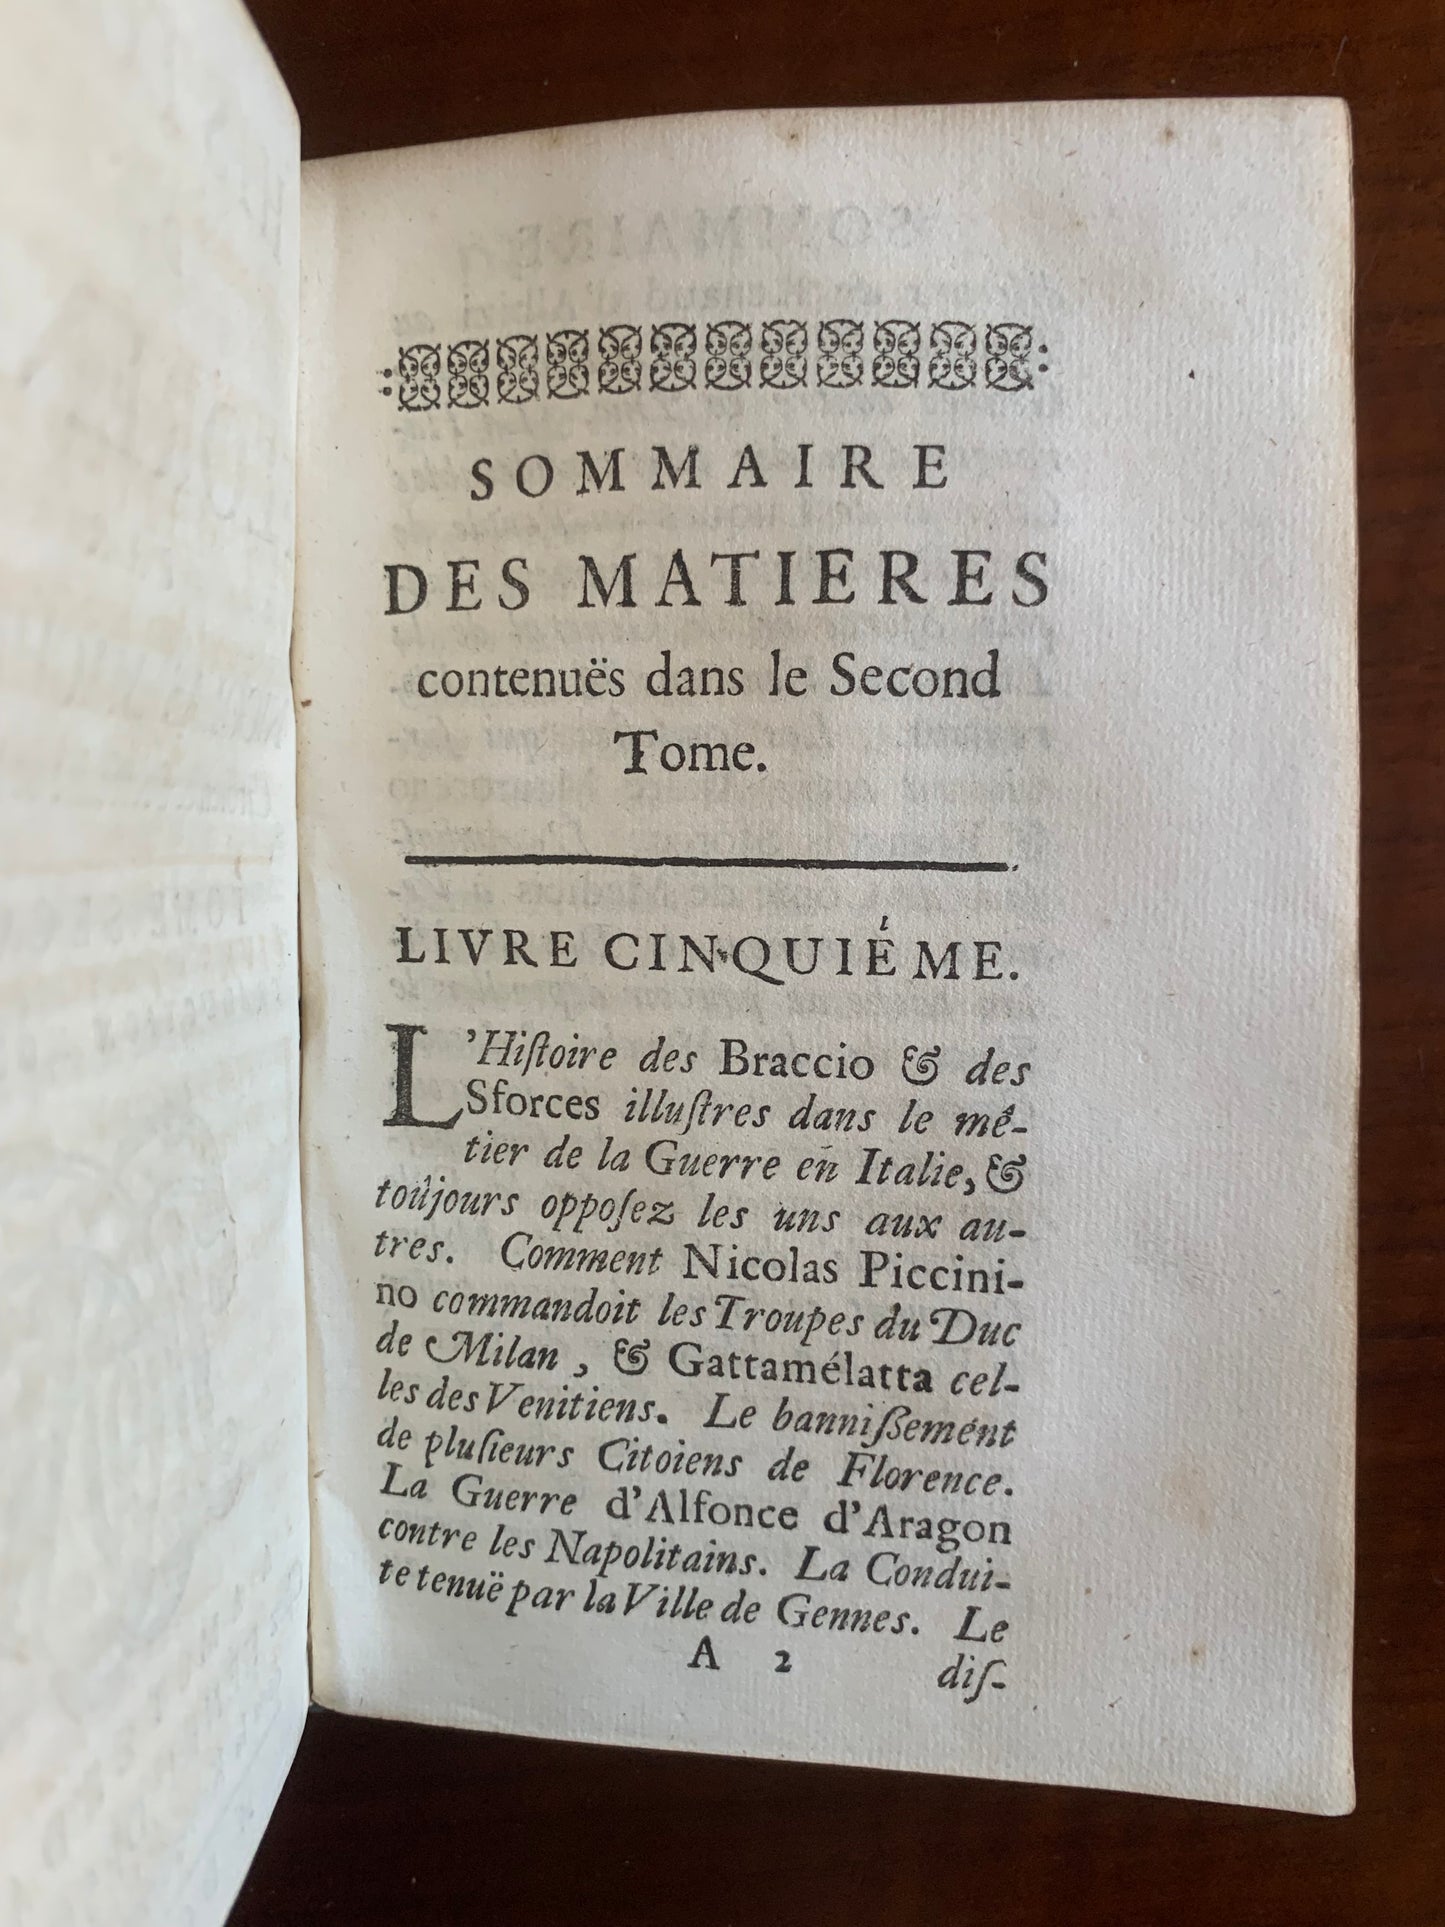 SOMMAIRE
DES MATIERES
contenuës dans le Second
Tome.
LIVRE CINQUIÉME.
L'Hiſtoire des Braccio & des
Sforces illuſtres dans le mé-
tier de la Guerre en Italie, &
toûjours oppoſez les uns aux au-
tres. Comment Nicolas Piccini-
no commandoit les Troupes du Duc
de Milan, & Gattamélatta cel-
les des Venitiens. Le banniſſement
de pluſieurs Citoiens de Florence.
La Guerre d'Alfonce d'Aragon
contre les Napolitains. La Condui-
te tenuë par la Ville de Gennes. Le
A 2
diſ-